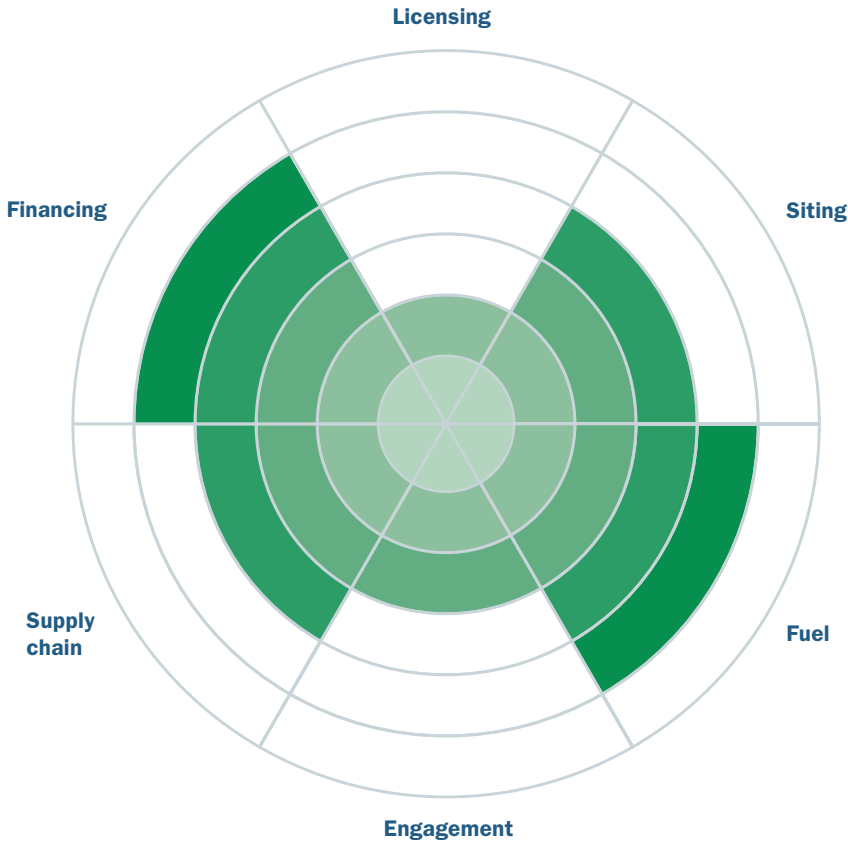 Licensing
Financing
Siting
Supply
chain
Fuel
Engagement